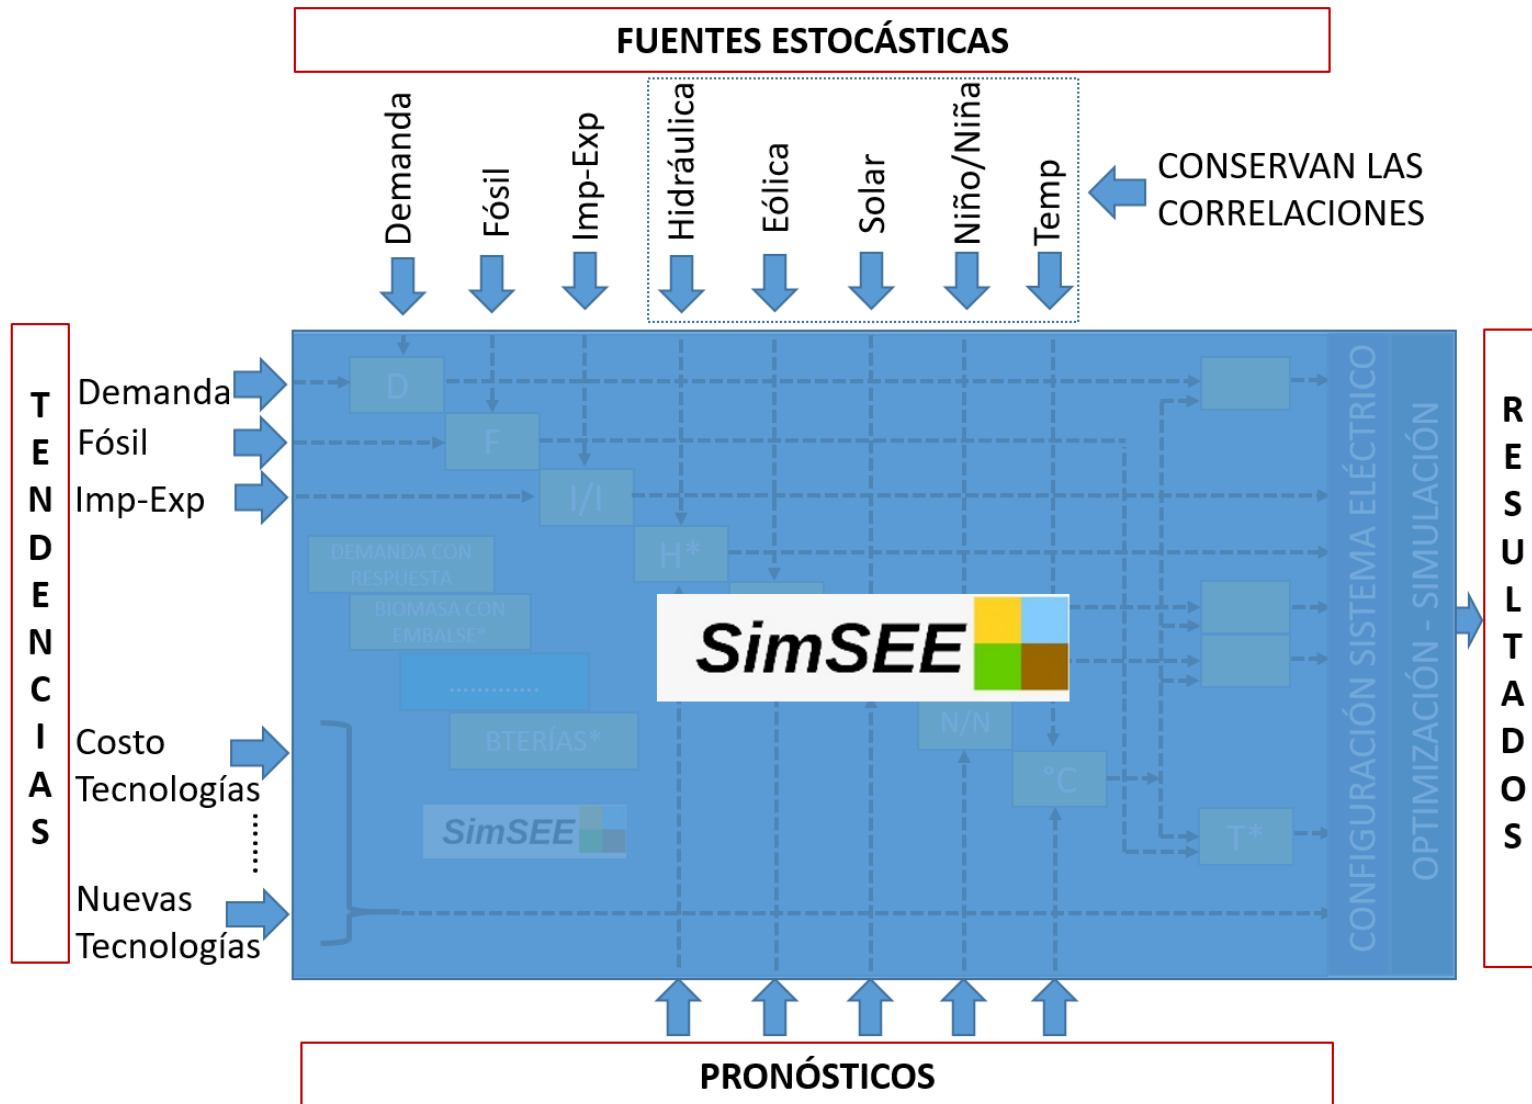 FUENTES ESTOCÁSTICAS
Demanda
Fósil
Imp-Exp
Hidráulica
Eólica
Solar
Niño/Niña
Temp
CONSERVAN LAS
CORRELACIONES
TENDENCIAS
Demanda
Fósil
Imp-Exp
Costo
Tecnologías
........
Nuevas
Tecnologías
D
F
I/I
H*
DEMANDA CON
RESPUESTA
BIOMASA CON
EMBALSE*
.............
BTERÍAS*
SimSEE
SimSEE
N/N
°C
T*
CONFIGURACIÓN SISTEMA ELÉCTRICO
OPTIMIZACIÓN - SIMULACIÓN
RESULTADOS
PRONÓSTICOS